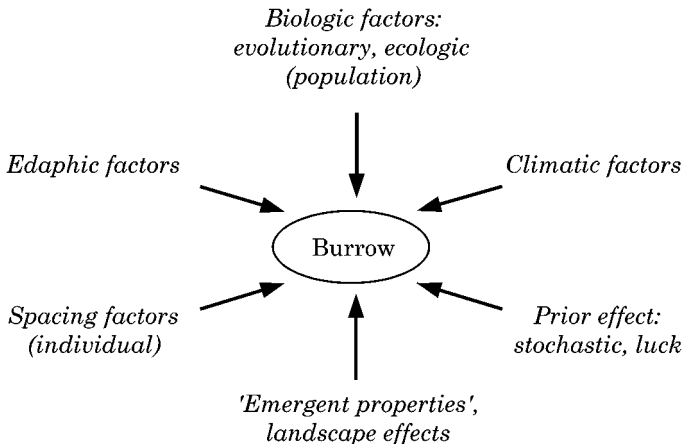 Biologic factors:
evolutionary, ecologic
(population)
Edaphic factors
Climatic factors
Burrow
Spacing factors
(individual)
Prior effect:
stochastic, luck
'Emergent properties',
landscape effects